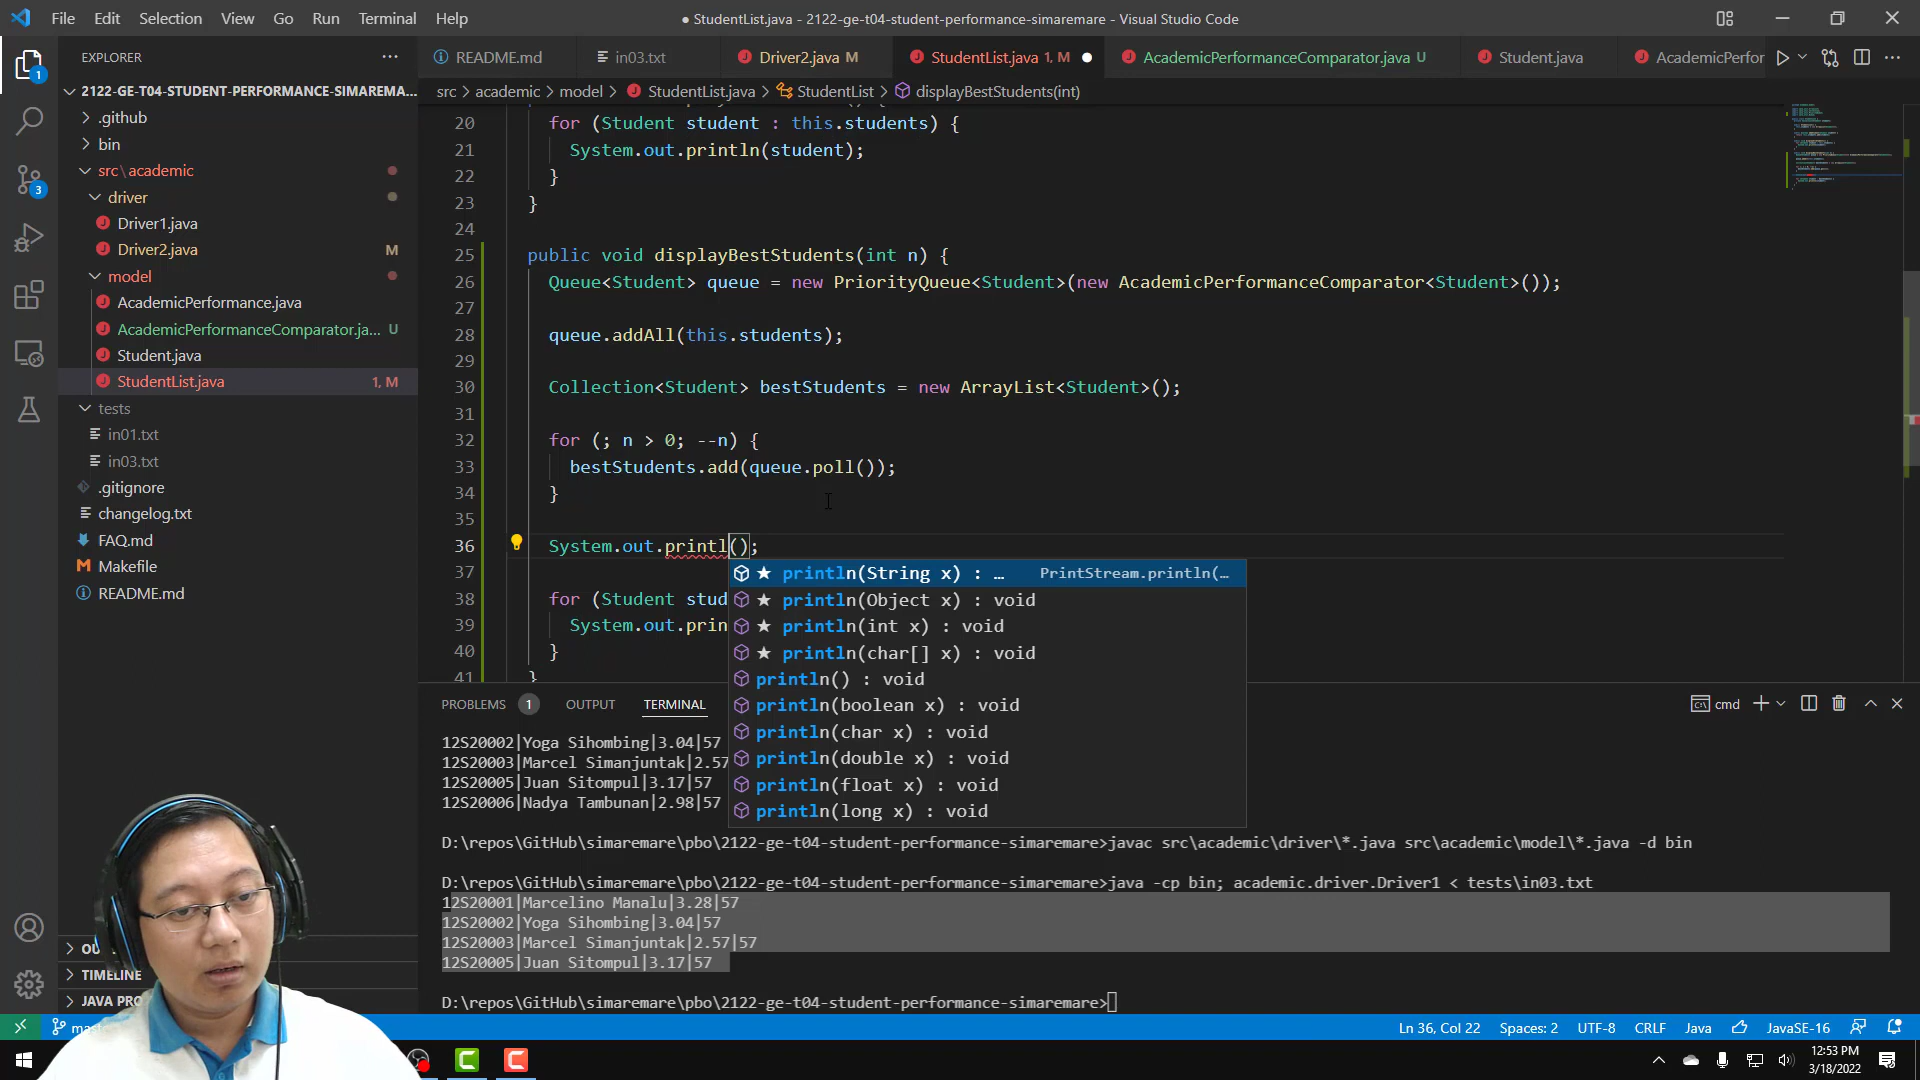 File Edit Selection View Go Run Terminal Help
● StudentList.java - 2122-ge-t04-student-performance-simaremare - Visual Studio Code
EXPLORER
README.md
in03.txt
Driver2.java M
StudentList.java 1, M
AcademicPerformanceComparator.java U
Student.java
AcademicPerfor
src > academic > model > StudentList.java > StudentList > displayBestStudents(int)
1
3
2122-GE-T04-STUDENT-PERFORMANCE-SIMAREMA...
.github
bin
src\academic
driver
Driver1.java
Driver2.java M
model
AcademicPerformance.java
AcademicPerformanceComparator.ja... U
Student.java
StudentList.java 1, M
tests
in01.txt
in03.txt
.gitignore
changelog.txt
FAQ.md
Makefile
README.md
TIMELINE
JAVA PRO
20 for (Student student : this.students) {
21 System.out.println(student);
22 }
23 }
24
25 public void displayBestStudents(int n) {
26 Queue<Student> queue = new PriorityQueue<Student>(new AcademicPerformanceComparator<Student>());
27
28 queue.addAll(this.students);
29
30 Collection<Student> bestStudents = new ArrayList<Student>();
31
32 for (; n > 0; --n) {
33 bestStudents.add(queue.poll());
34 }
35
36 System.out.printl();
37
38 for (Student stud
39 System.out.prin
40 }
41 }
println(String x) : … PrintStream.println(…
println(Object x) : void
println(int x) : void
println(char[] x) : void
println() : void
println(boolean x) : void
println(char x) : void
println(double x) : void
println(float x) : void
println(long x) : void
PROBLEMS 1 OUTPUT TERMINAL
cmd
12S20002|Yoga Sihombing|3.04|57
12S20003|Marcel Simanjuntak|2.57
12S20005|Juan Sitompul|3.17|57
12S20006|Nadya Tambunan|2.98|57
D:\repos\GitHub\simaremare\pbo\2122-ge-t04-student-performance-simaremare>javac src\academic\driver\*.java src\academic\model\*.java -d bin
D:\repos\GitHub\simaremare\pbo\2122-ge-t04-student-performance-simaremare>java -cp bin; academic.driver.Driver1 < tests\in03.txt
12S20001|Marcelino Manalu|3.28|57
12S20002|Yoga Sihombing|3.04|57
12S20003|Marcel Simanjuntak|2.57|57
12S20005|Juan Sitompul|3.17|57
D:\repos\GitHub\simaremare\pbo\2122-ge-t04-student-performance-simaremare>
Ln 36, Col 22 Spaces: 2 UTF-8 CRLF Java JavaSE-16
12:53 PM
3/18/2022